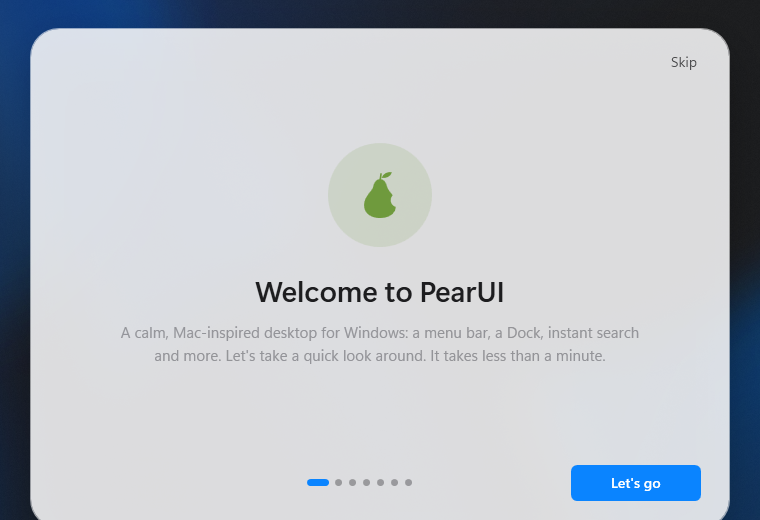 Skip
Welcome to PearUI
A calm, Mac-inspired desktop for Windows: a menu bar, a Dock, instant search
and more. Let's take a quick look around. It takes less than a minute.
Let's go